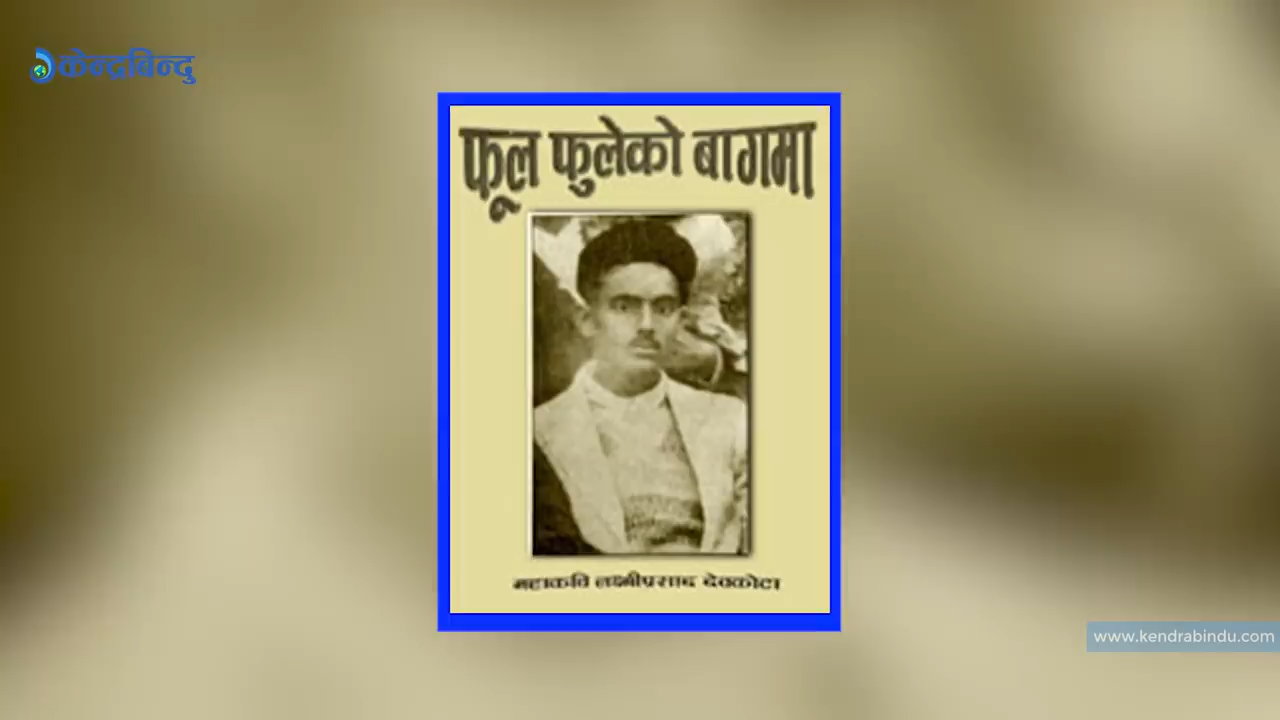 केन्द्रबिन्दु
फूल फुलेको बागमा
महाकवि लक्ष्मीप्रसाद देवकोटा
www.kendrabindu.com